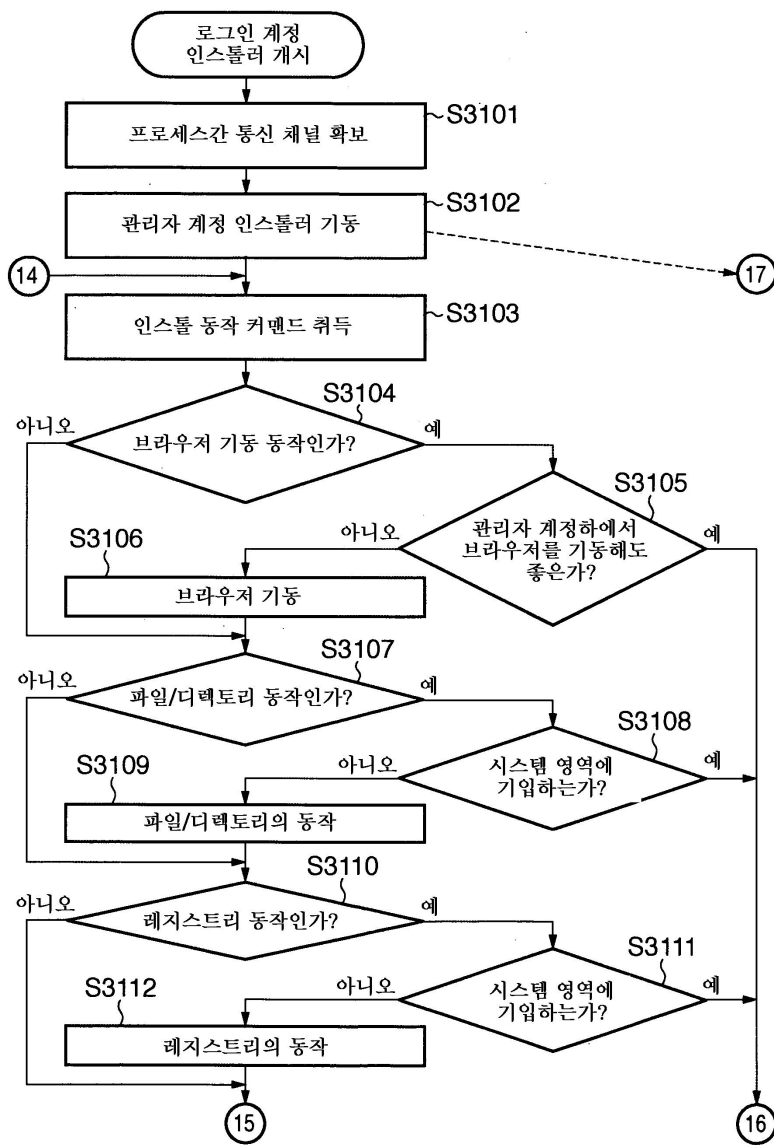 로그인 계정
인스톨러 개시
S3101
프로세스간 통신 채널 확보
S3102
관리자 계정 인스톨러 기동
14
17
S3103
인스톨 동작 커맨드 취득
S3104
아니오
브라우저 기동 동작인가?
예
S3105
아니오
관리자 계정하에서
브라우저를 기동해도
좋은가?
예
S3106
브라우저 기동
S3107
아니오
파일/디렉토리 동작인가?
예
S3108
아니오
시스템 영역에
기입하는가?
예
S3109
파일/디렉토리의 동작
S3110
아니오
레지스트리 동작인가?
예
S3111
아니오
시스템 영역에
기입하는가?
예
S3112
레지스트리의 동작
15
16